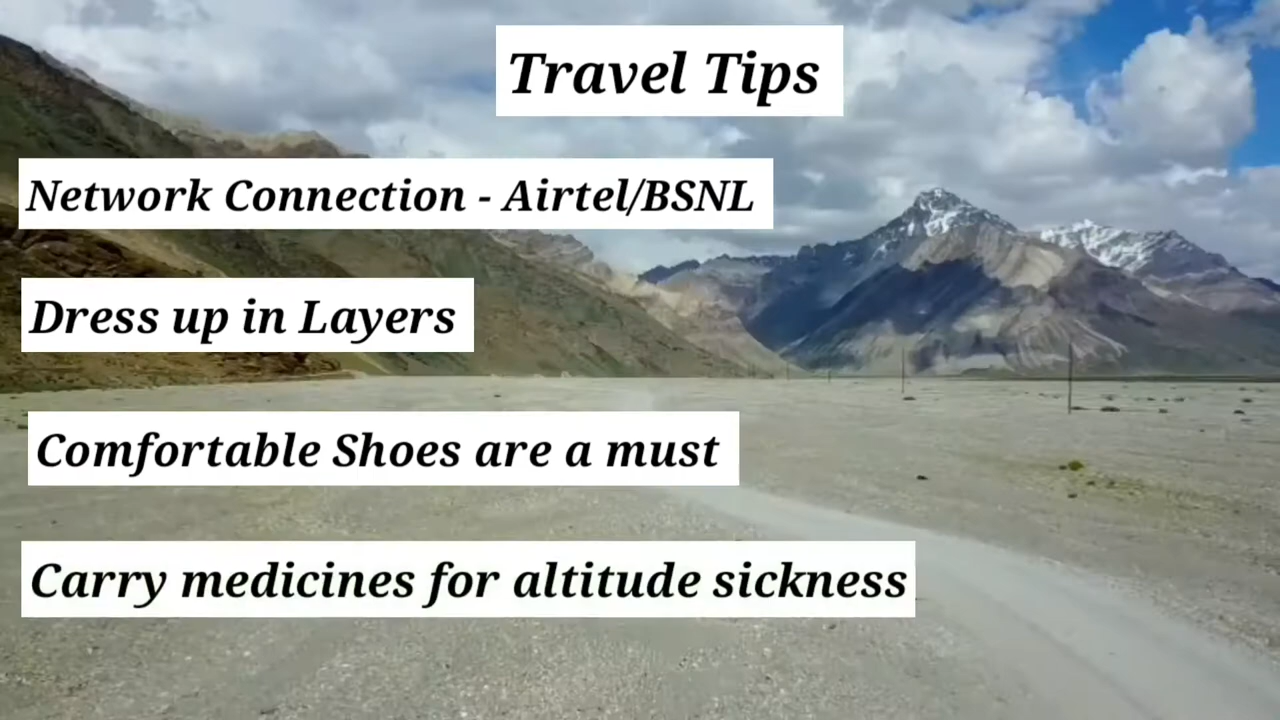 Travel Tips
Network Connection - Airtel/BSNL
Dress up in Layers
Comfortable Shoes are a must
Carry medicines for altitude sickness